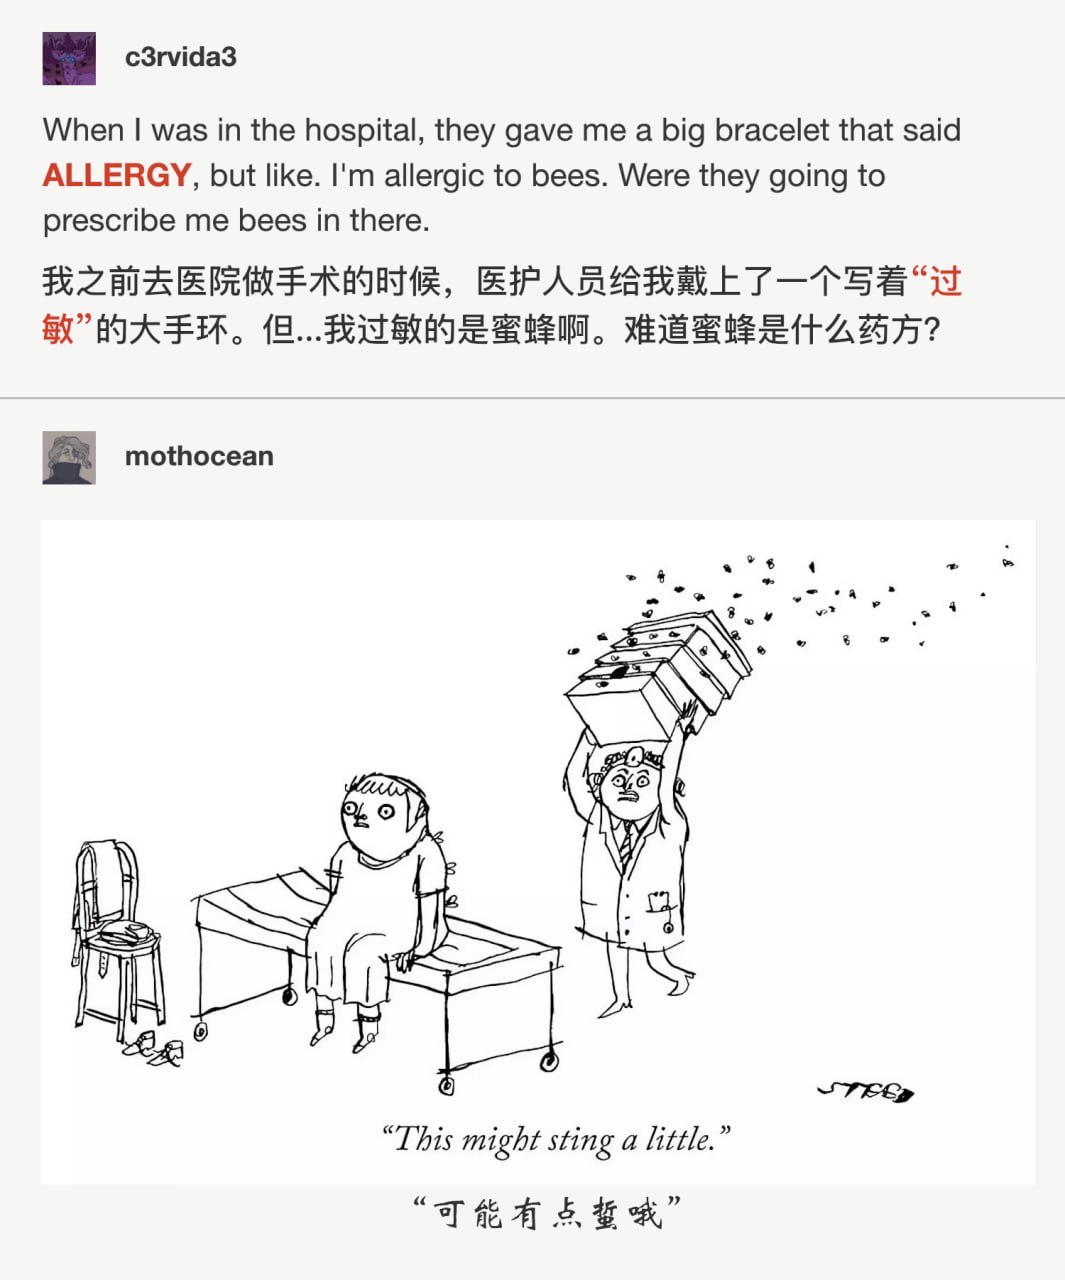 c3rvida3
When I was in the hospital, they gave me a big bracelet that said
ALLERGY, but like. I'm allergic to bees. Were they going to
prescribe me bees in there.
我之前去医院做手术的时候，医护人员给我戴上了一个写着“过
敏”的大手环。但...我过敏的是蜜蜂啊。难道蜜蜂是什么药方？
mothocean
STEED
“This might sting a little.”
“可能有点蜇哦”